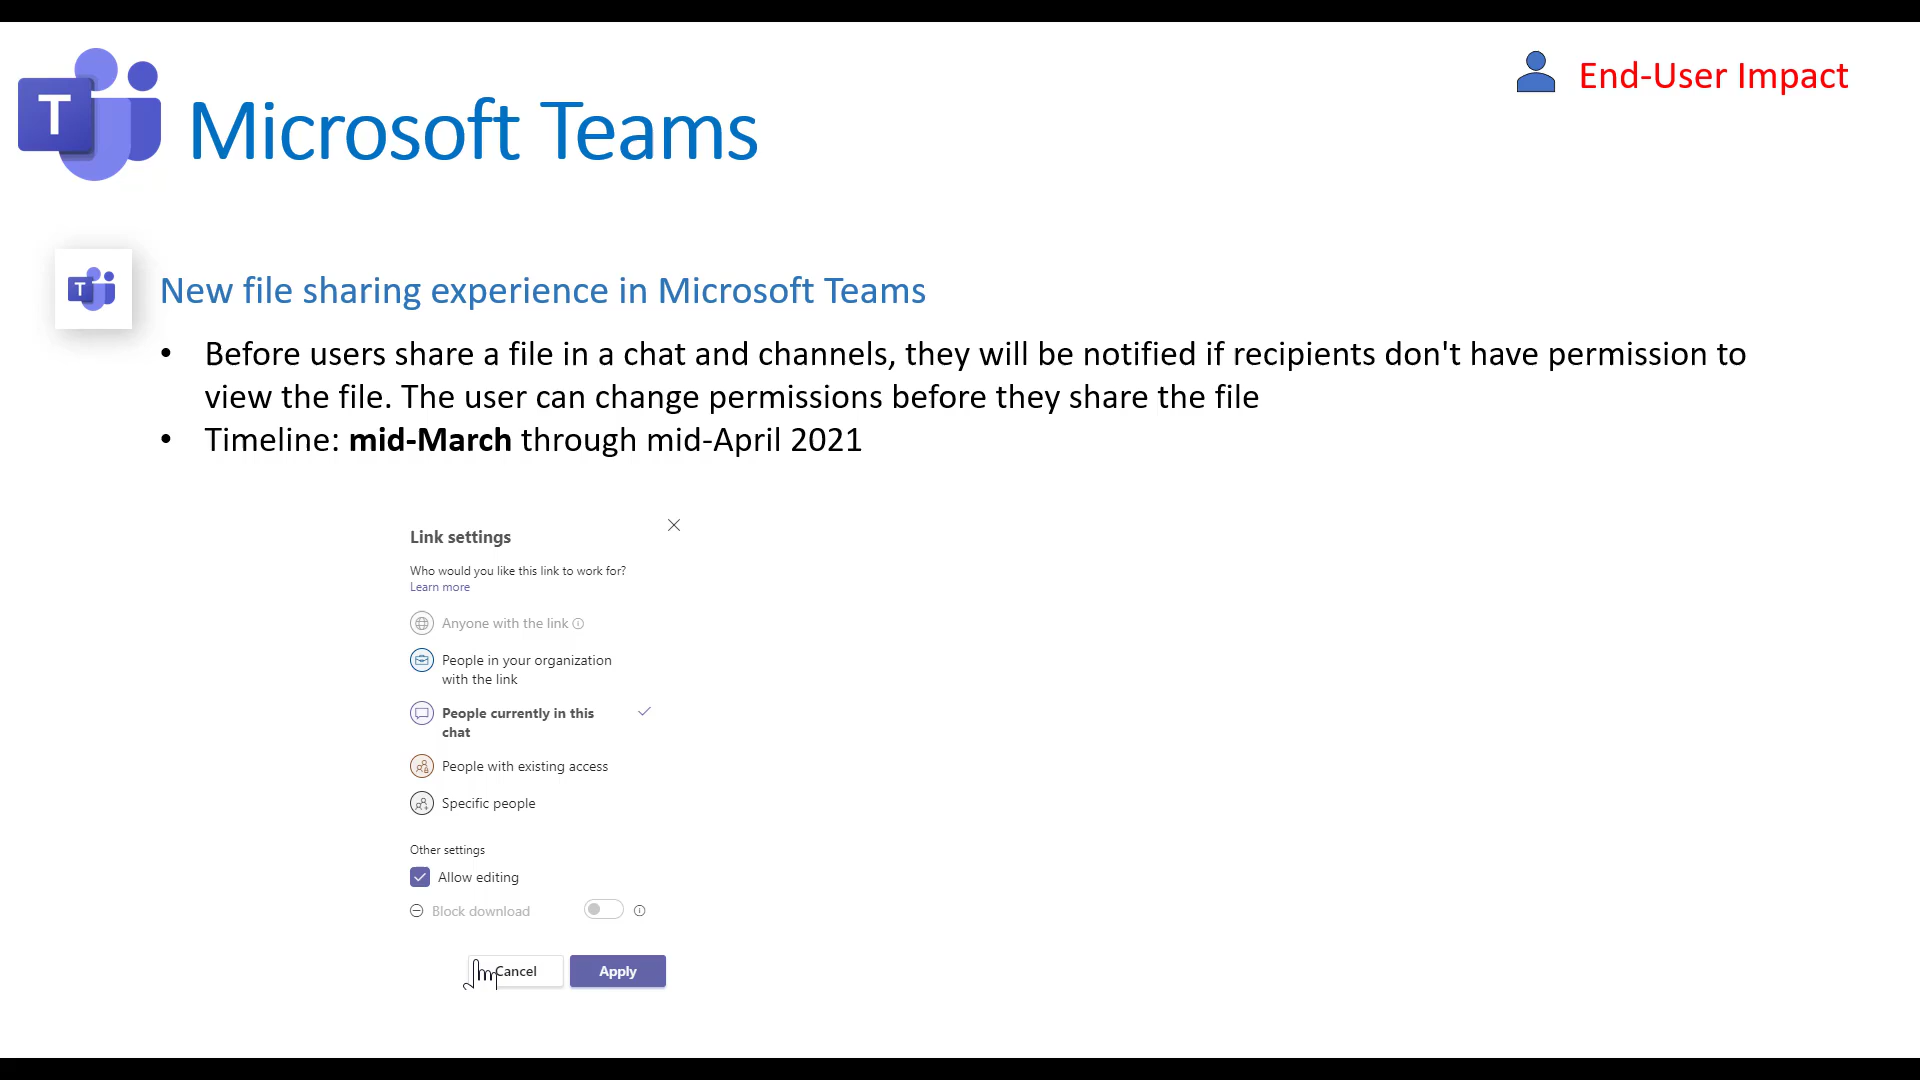 T
Microsoft Teams
End-User Impact
T
New file sharing experience in Microsoft Teams
• Before users share a file in a chat and channels, they will be notified if recipients don't have permission to
view the file. The user can change permissions before they share the file
• Timeline: mid-March through mid-April 2021
Link settings
Who would you like this link to work for?
Learn more
Anyone with the link
People in your organization
with the link
People currently in this
chat
People with existing access
Specific people
Other settings
Allow editing
Block download
Cancel
Apply